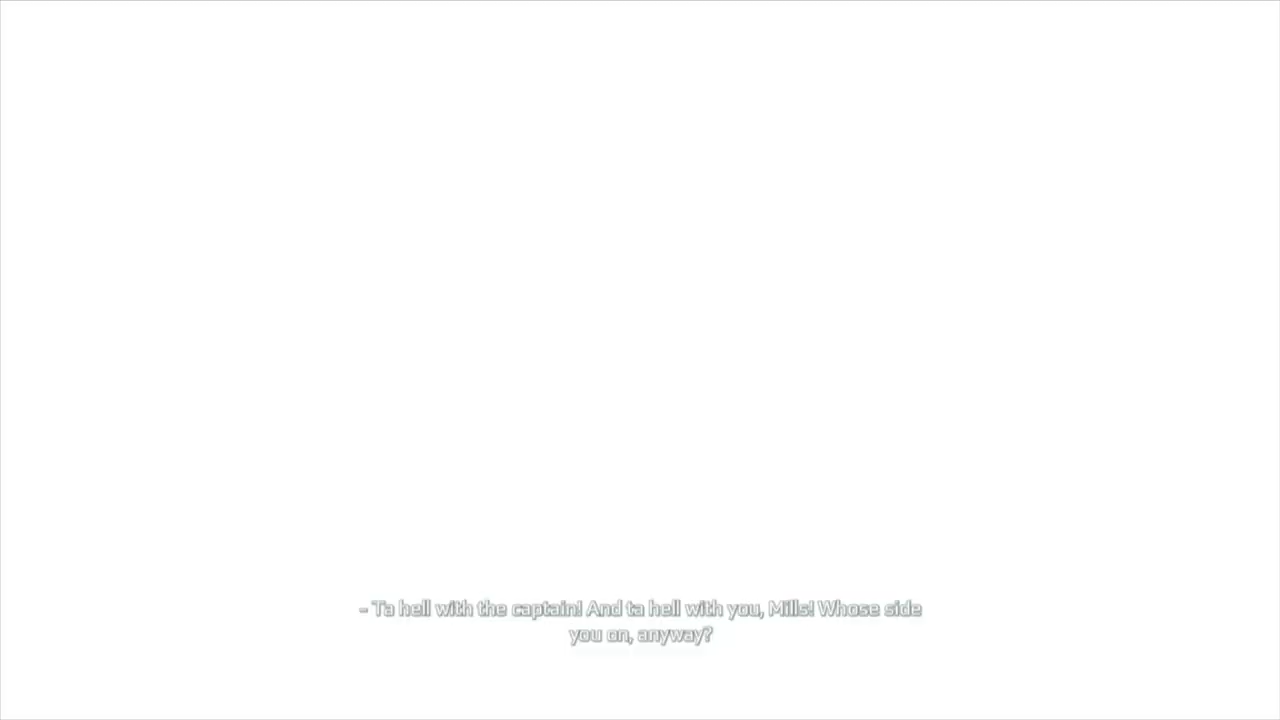 - Ta hell with the captain! And ta hell with you, Mills! Whose side
you on, anyway?